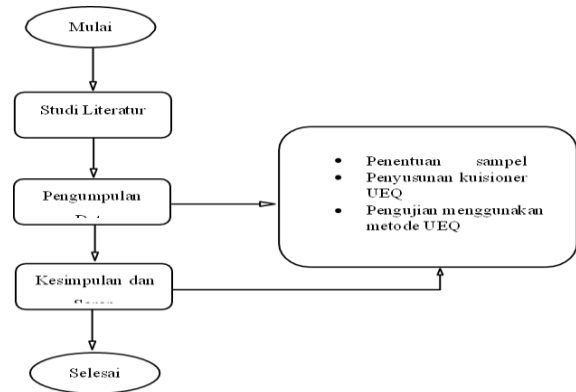 Mulai
Studi Literatur
Pengumpulan
• Penentuan sampel
• Penyusunan kuisioner
UEQ
• Pengujian menggunakan
metode UEQ
Kesimpulan dan
Selesai